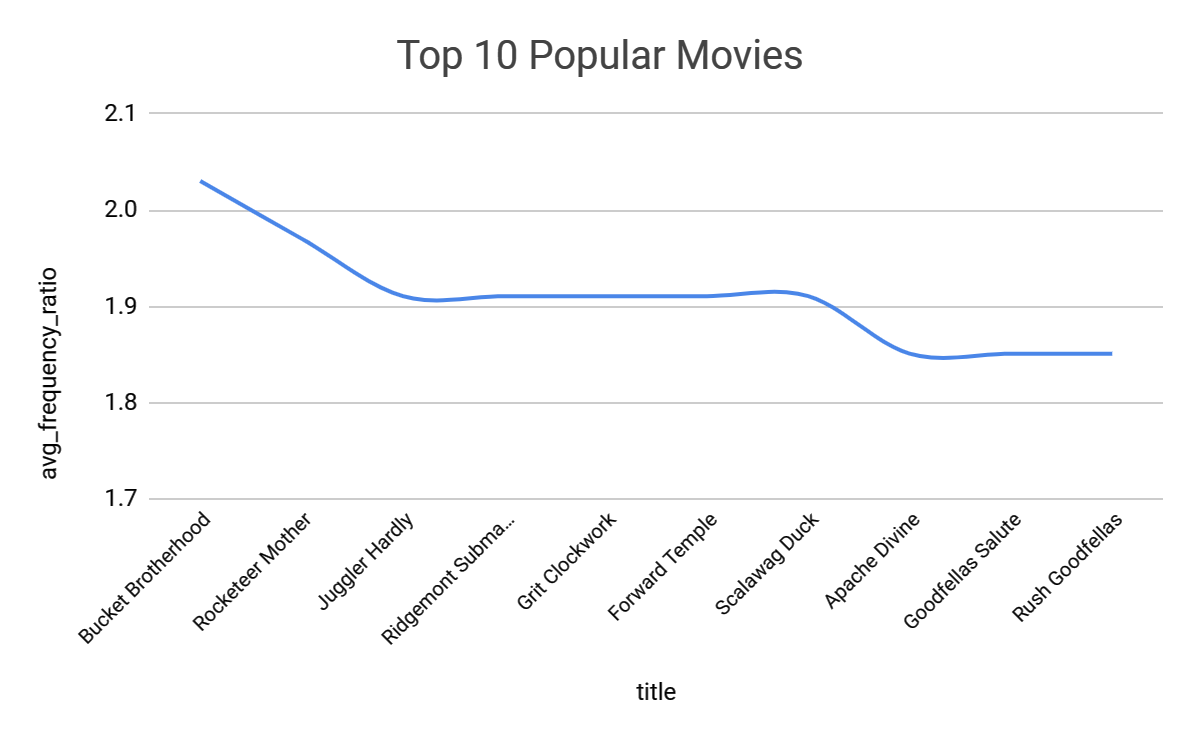 Top 10 Popular Movies
avg_frequency_ratio
2.1
2.0
1.9
1.8
1.7
Bucket Brotherhood
Rocketeer Mother
Juggler Hardly
Ridgemont Subma...
Grit Clockwork
Forward Temple
Scalawag Duck
Apache Divine
Goodfellas Salute
Rush Goodfellas
title